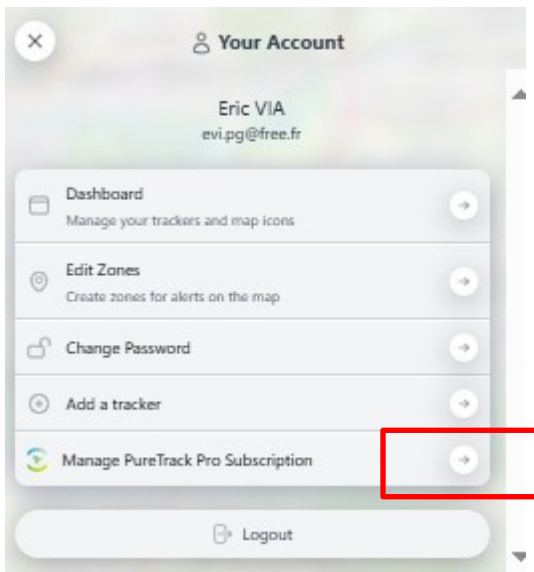 Your Account
Eric VIA
evi.pg@free.fr
Dashboard
Manage your trackers and map icons
Edit Zones
Create zones for alerts on the map
Change Password
Add a tracker
Manage PureTrack Pro Subscription
Logout